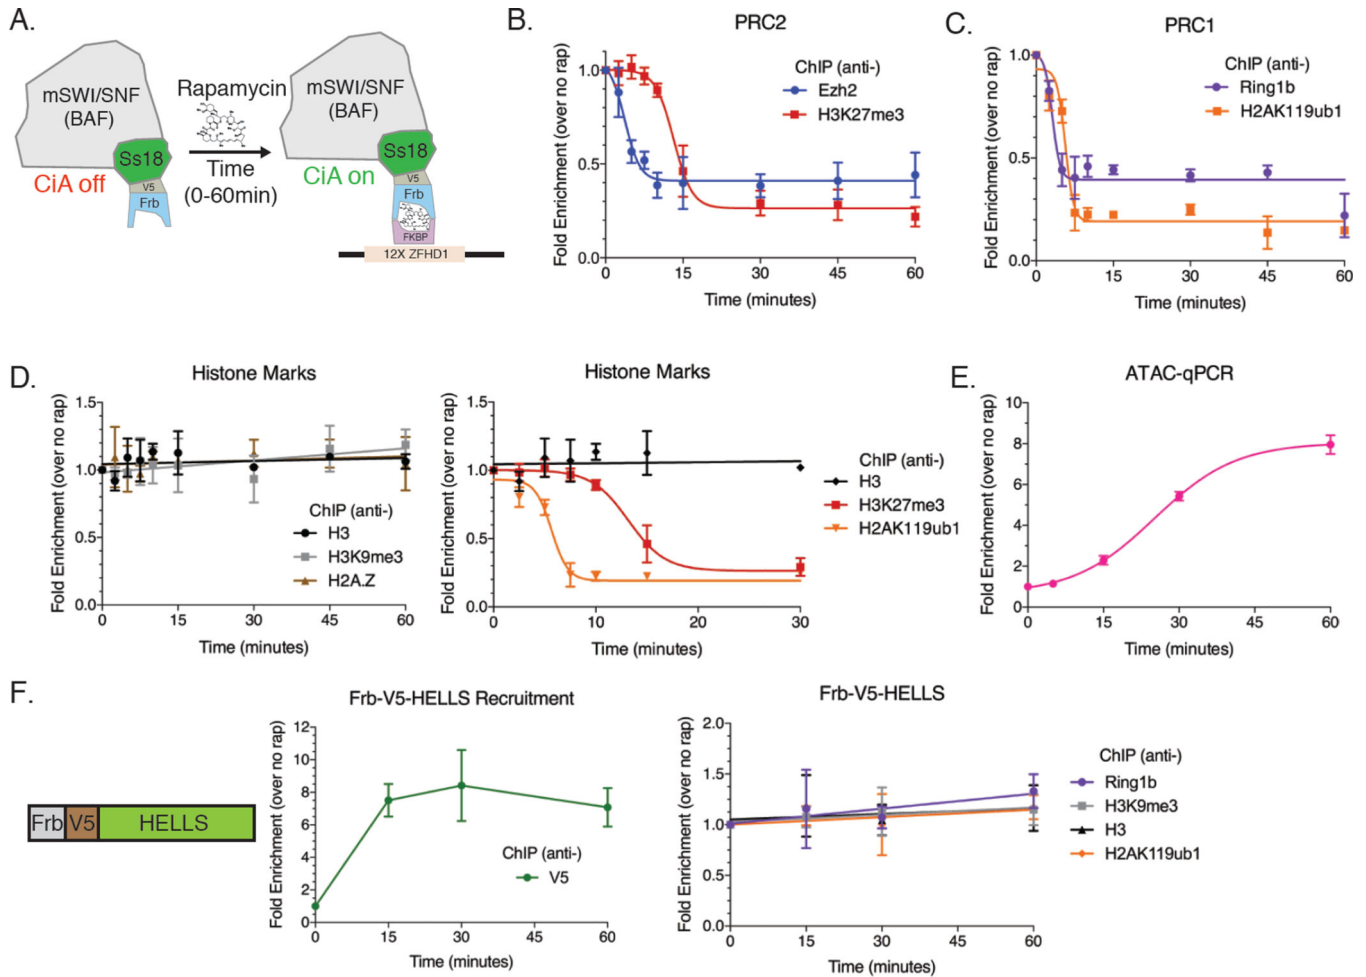 A.
mSWI/SNF
(BAF)
Ss18
V5
Frb
CiA off
Rapamycin
Time
(0-60min)
mSWI/SNF
(BAF)
Ss18
V5
Frb
FKBP
CiA on
12X ZFHD1
B.
PRC2
Fold Enrichment (over no rap)
1.0
0.5
0.0
0 15 30 45 60
Time (minutes)
ChIP (anti-)
Ezh2
H3K27me3
C.
PRC1
Fold Enrichment (over no rap)
1.0
0.5
0.0
0 15 30 45 60
Time (minutes)
ChIP (anti-)
Ring1b
H2AK119ub1
D.
Histone Marks
Fold Enrichment (over no rap)
1.5
1.0
0.5
0.0
0 15 30 45 60
Time (minutes)
ChIP (anti-)
H3
H3K9me3
H2A.Z
Histone Marks
Fold Enrichment (over no rap)
1.5
1.0
0.5
0.0
0 10 20 30
Time (minutes)
ChIP (anti-)
H3
H3K27me3
H2AK119ub1
E.
ATAC-qPCR
Fold Enrichment (over no rap)
10
8
6
4
2
0
0 15 30 45 60
Time (minutes)
F.
Frb V5 HELLS
Frb-V5-HELLS Recruitment
Fold Enrichment (over no rap)
12
10
8
6
4
2
0
0 15 30 45 60
Time (minutes)
ChIP (anti-)
V5
Frb-V5-HELLS
Fold Enrichment (over no rap)
2.0
1.5
1.0
0.5
0.0
0 15 30 45 60
Time (minutes)
ChIP (anti-)
Ring1b
H3K9me3
H3
H2AK119ub1